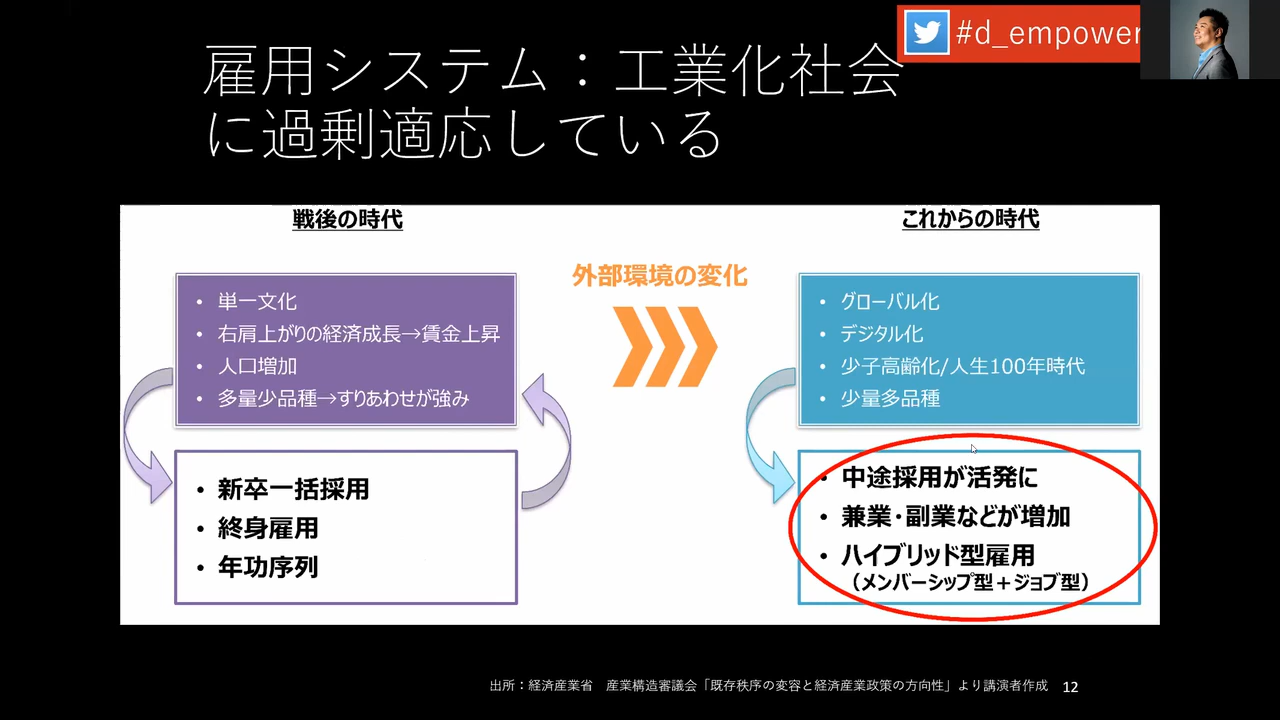 #d_empower
雇用システム：工業化社会
に過剰適応している
戦後の時代
• 単一文化
• 右肩上がりの経済成長→賃金上昇
• 人口増加
• 多量少品種→すりあわせが強み
• 新卒一括採用
• 終身雇用
• 年功序列
外部環境の変化
これからの時代
• グローバル化
• デジタル化
• 少子高齢化/人生100年時代
• 少量多品種
• 中途採用が活発に
• 兼業・副業などが増加
• ハイブリッド型雇用
（メンバーシップ型＋ジョブ型）
出所：経済産業省　産業構造審議会「既存秩序の変容と経済産業政策の方向性」より講演者作成
12